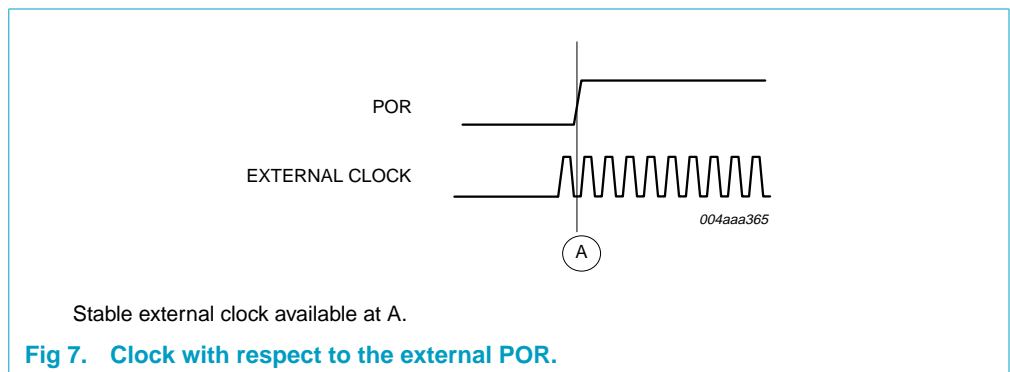 POR
EXTERNAL CLOCK
004aaa365
A
Stable external clock available at A.
Fig 7. Clock with respect to the external POR.